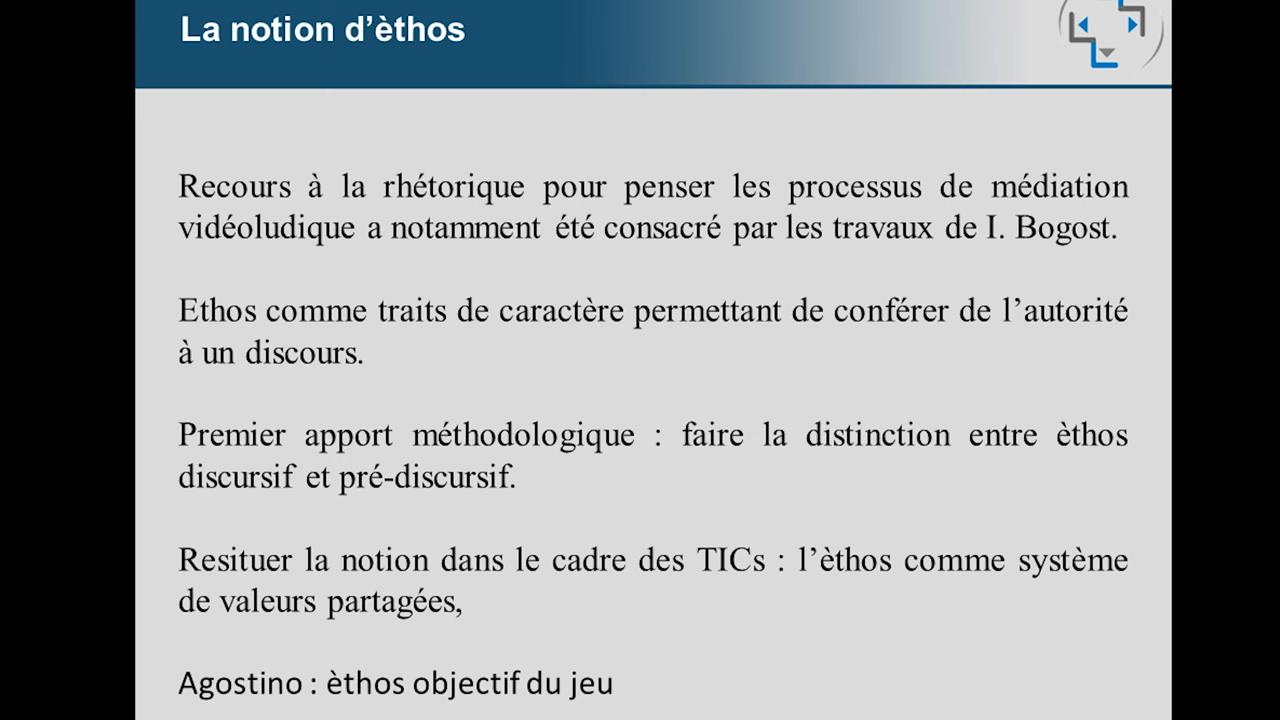 La notion d’èthos
Recours à la rhétorique pour penser les processus de médiation
vidéoludique a notamment été consacré par les travaux de I. Bogost.
Ethos comme traits de caractère permettant de conférer de l’autorité
à un discours.
Premier apport méthodologique : faire la distinction entre èthos
discursif et pré-discursif.
Resituer la notion dans le cadre des TICs : l’èthos comme système
de valeurs partagées,
Agostino : èthos objectif du jeu